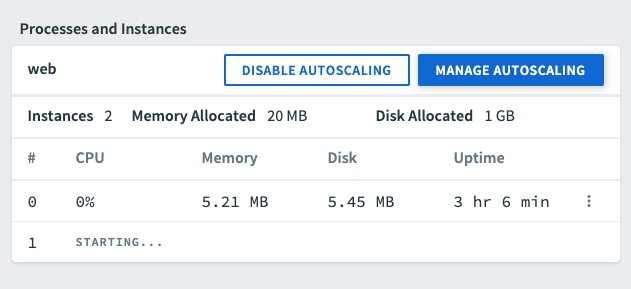 Processes and Instances
web DISABLE AUTOSCALING MANAGE AUTOSCALING
Instances 2 Memory Allocated 20 MB Disk Allocated 1 GB
# CPU Memory Disk Uptime
0 0% 5.21 MB 5.45 MB 3 hr 6 min
1 STARTING...